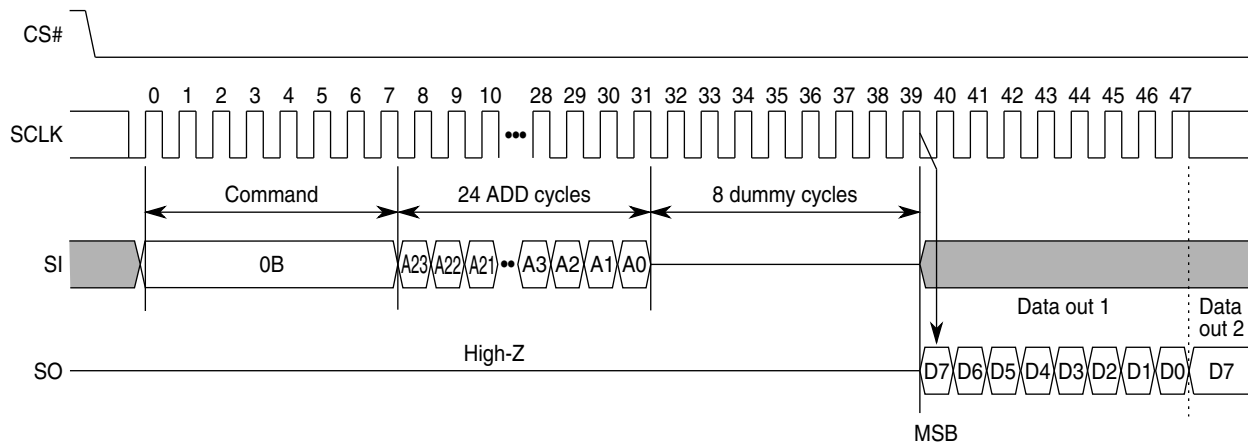 CS#
0 1 2 3 4 5 6 7 8 9 10 28 29 30 31 32 33 34 35 36 37 38 39 40 41 42 43 44 45 46 47
SCLK •••
Command 24 ADD cycles 8 dummy cycles
SI 0B A23 A22 A21 •• A3 A2 A1 A0
Data out 1 Data
out 2
High-Z
SO D7 D6 D5 D4 D3 D2 D1 D0 D7
MSB